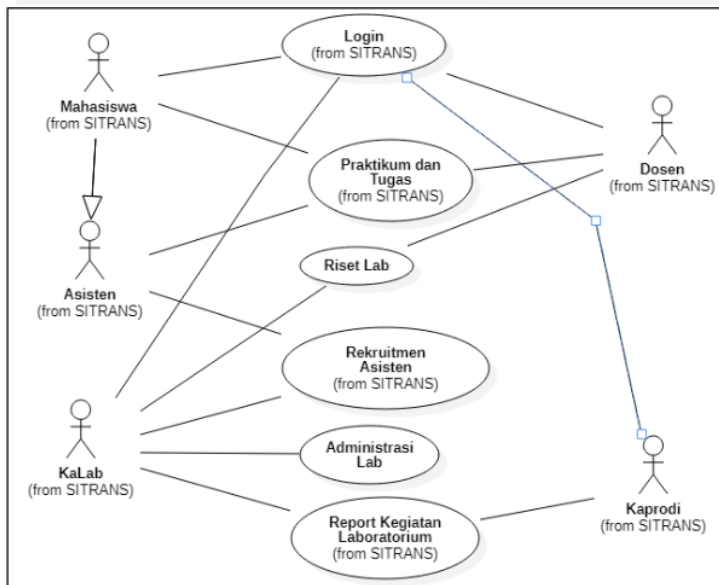 Login
(from SITRANS)
Mahasiswa
(from SITRANS)
Dosen
(from SITRANS)
Praktikum dan
Tugas
(from SITRANS)
Riset Lab
Asisten
(from SITRANS)
Rekruitmen
Asisten
(from SITRANS)
KaLab
(from SITRANS)
Administrasi
Lab
Kaprodi
(from SITRANS)
Report Kegiatan
Laboratorium
(from SITRANS)